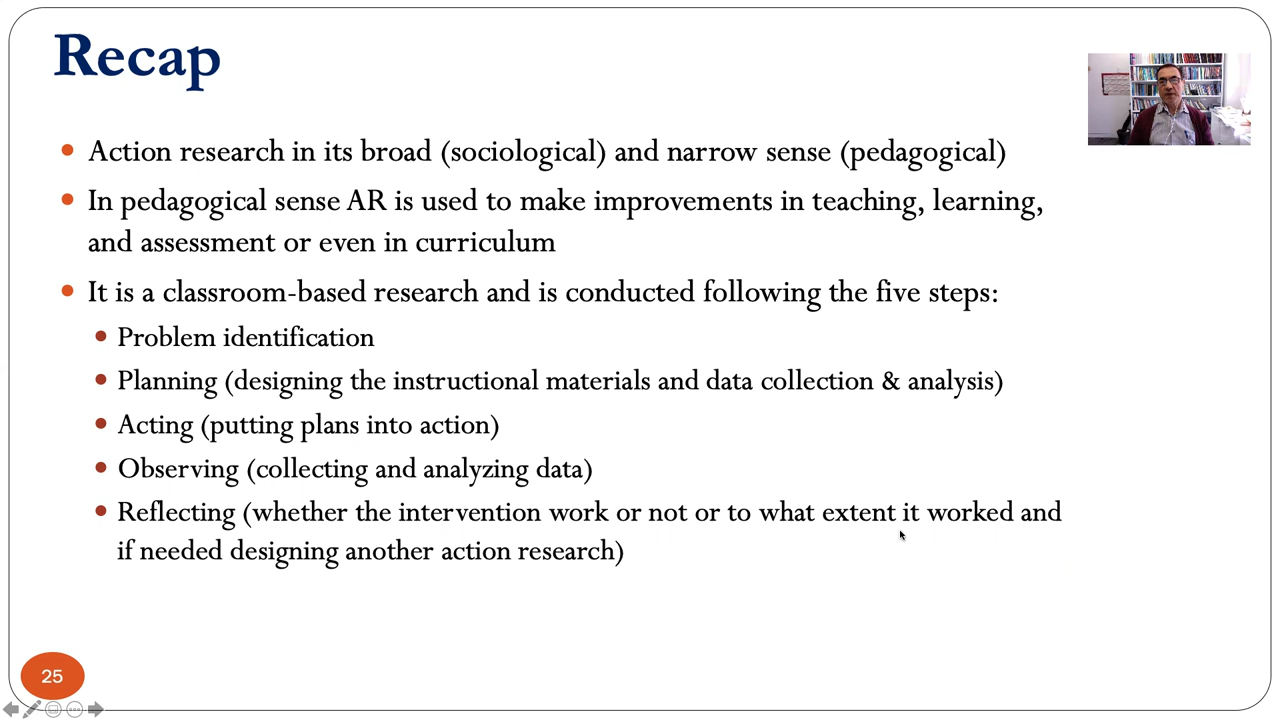 Recap
Action research in its broad (sociological) and narrow sense (pedagogical)
In pedagogical sense AR is used to make improvements in teaching, learning,
and assessment or even in curriculum
It is a classroom-based research and is conducted following the five steps:
Problem identification
Planning (designing the instructional materials and data collection & analysis)
Acting (putting plans into action)
Observing (collecting and analyzing data)
Reflecting (whether the intervention work or not or to what extent it worked and
if needed designing another action research)
25